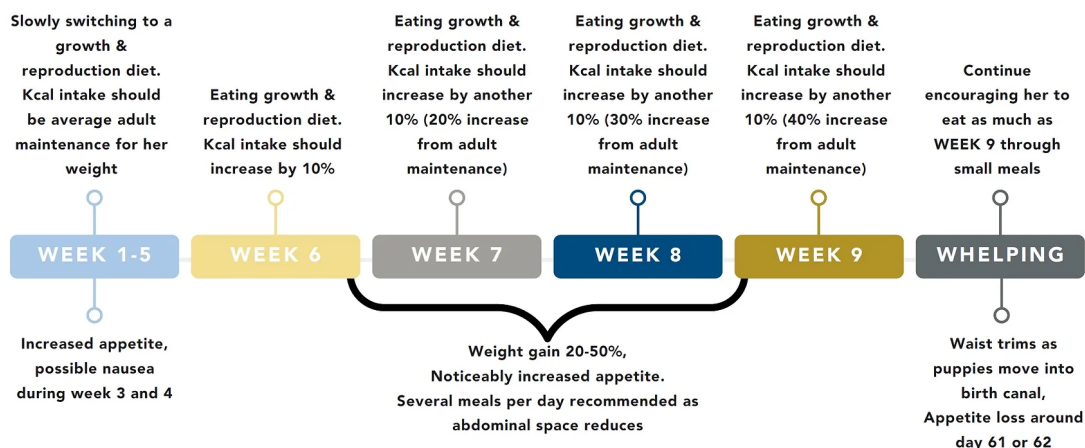 Slowly switching to a
growth &
reproduction diet.
Kcal intake should
be average adult
maintenance for her
weight
Eating growth &
reproduction diet.
Kcal intake should
increase by 10%
Eating growth &
reproduction diet.
Kcal intake should
increase by another
10% (20% increase
from adult
maintenance)
Eating growth &
reproduction diet.
Kcal intake should
increase by another
10% (30% increase
from adult
maintenance)
Eating growth &
reproduction diet.
Kcal intake should
increase by another
10% (40% increase
from adult
maintenance)
Continue
encouraging her to
eat as much as
WEEK 9 through
small meals
WEEK 1-5
WEEK 6
WEEK 7
WEEK 8
WEEK 9
WHELPING
Increased appetite,
possible nausea
during week 3 and 4
Weight gain 20-50%,
Noticeably increased appetite.
Several meals per day recommended as
abdominal space reduces
Waist trims as
puppies move into
birth canal,
Appetite loss around
day 61 or 62